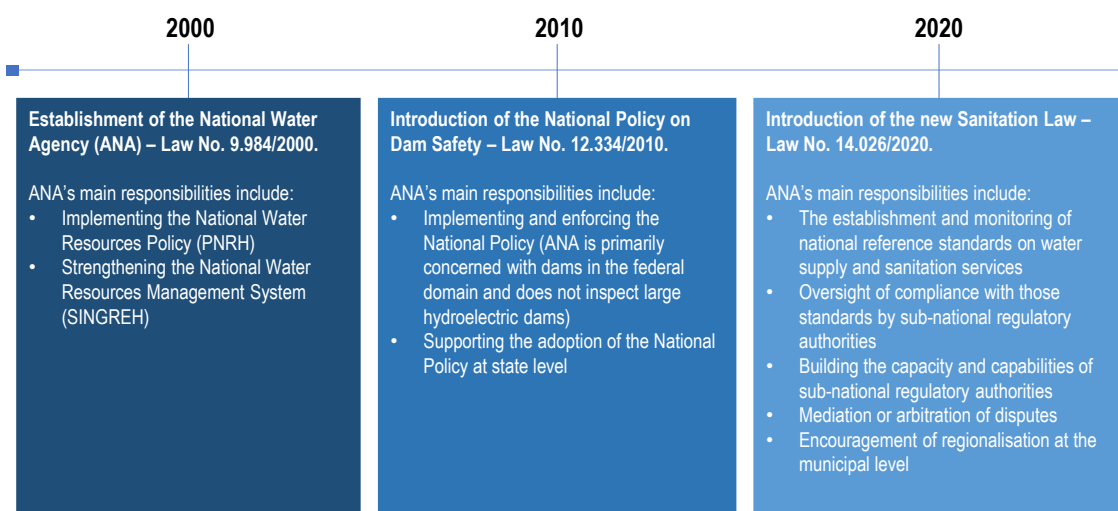 2000
2010
2020
Establishment of the National Water
Agency (ANA) – Law No. 9.984/2000.
ANA's main responsibilities include:
• Implementing the National Water
Resources Policy (PNRH)
• Strengthening the National Water
Resources Management System
(SINGREH)
Introduction of the National Policy on
Dam Safety – Law No. 12.334/2010.
ANA's main responsibilities include:
• Implementing and enforcing the
National Policy (ANA is primarily
concerned with dams in the federal
domain and does not inspect large
hydroelectric dams)
• Supporting the adoption of the National
Policy at state level
Introduction of the new Sanitation Law –
Law No. 14.026/2020.
ANA's main responsibilities include:
• The establishment and monitoring of
national reference standards on water
supply and sanitation services
• Oversight of compliance with those
standards by sub-national regulatory
authorities
• Building the capacity and capabilities of
sub-national regulatory authorities
• Mediation or arbitration of disputes
• Encouragement of regionalisation at the
municipal level